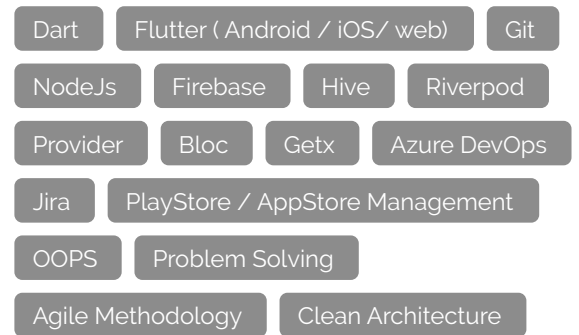 Dart Flutter ( Android / iOS/ web) Git
NodeJs Firebase Hive Riverpod
Provider Bloc Getx Azure DevOps
Jira PlayStore / AppStore Management
OOPS Problem Solving
Agile Methodology Clean Architecture